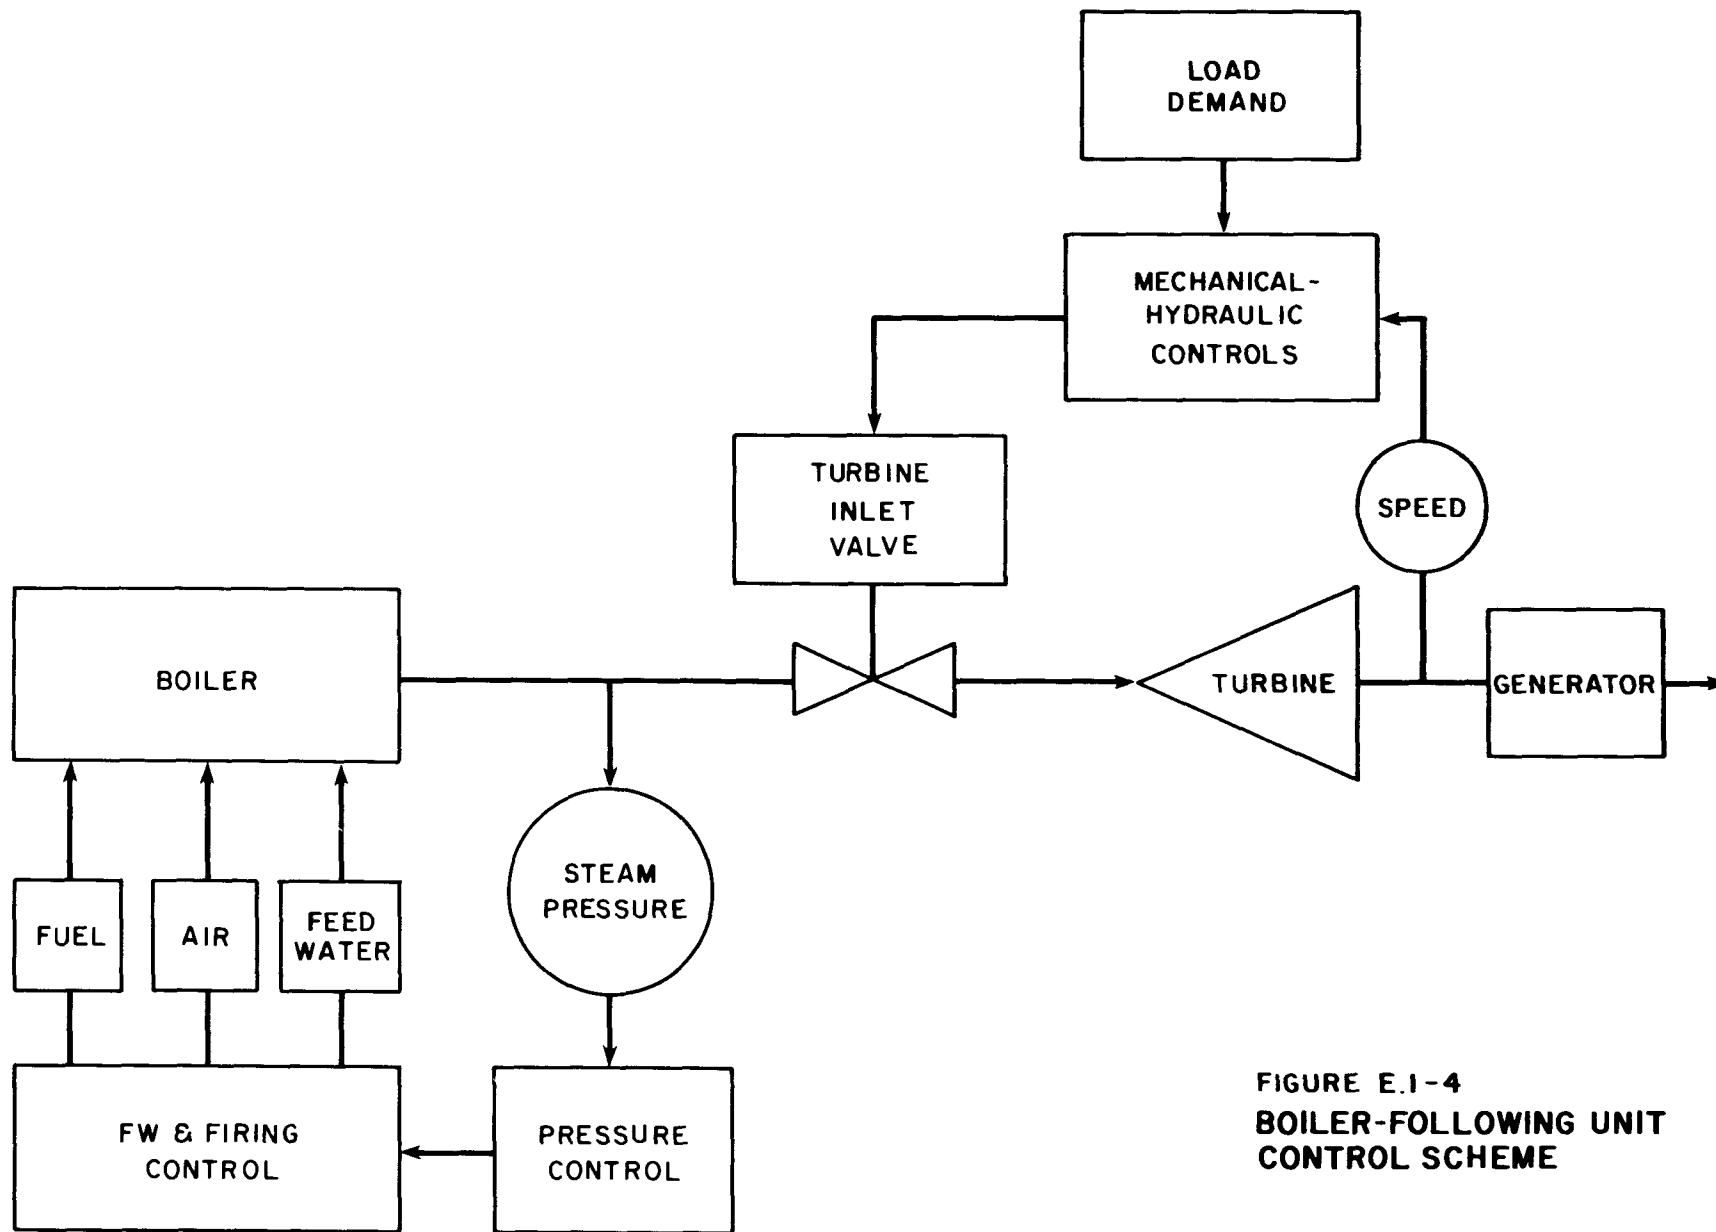 LOAD
DEMAND
MECHANICAL-
HYDRAULIC
CONTROLS
TURBINE
INLET
VALVE
SPEED
BOILER
TURBINE
GENERATOR
STEAM
PRESSURE
FUEL
AIR
FEED
WATER
FW & FIRING
CONTROL
PRESSURE
CONTROL
FIGURE E.1-4
BOILER-FOLLOWING UNIT
CONTROL SCHEME